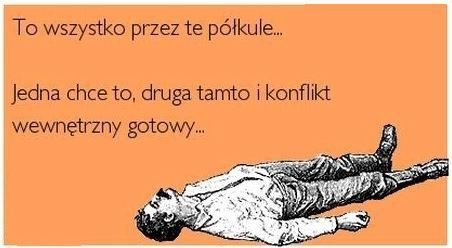 To wszystko przez te półkule...
Jedna chce to, druga tamto i konflikt
wewnętrzny gotowy...